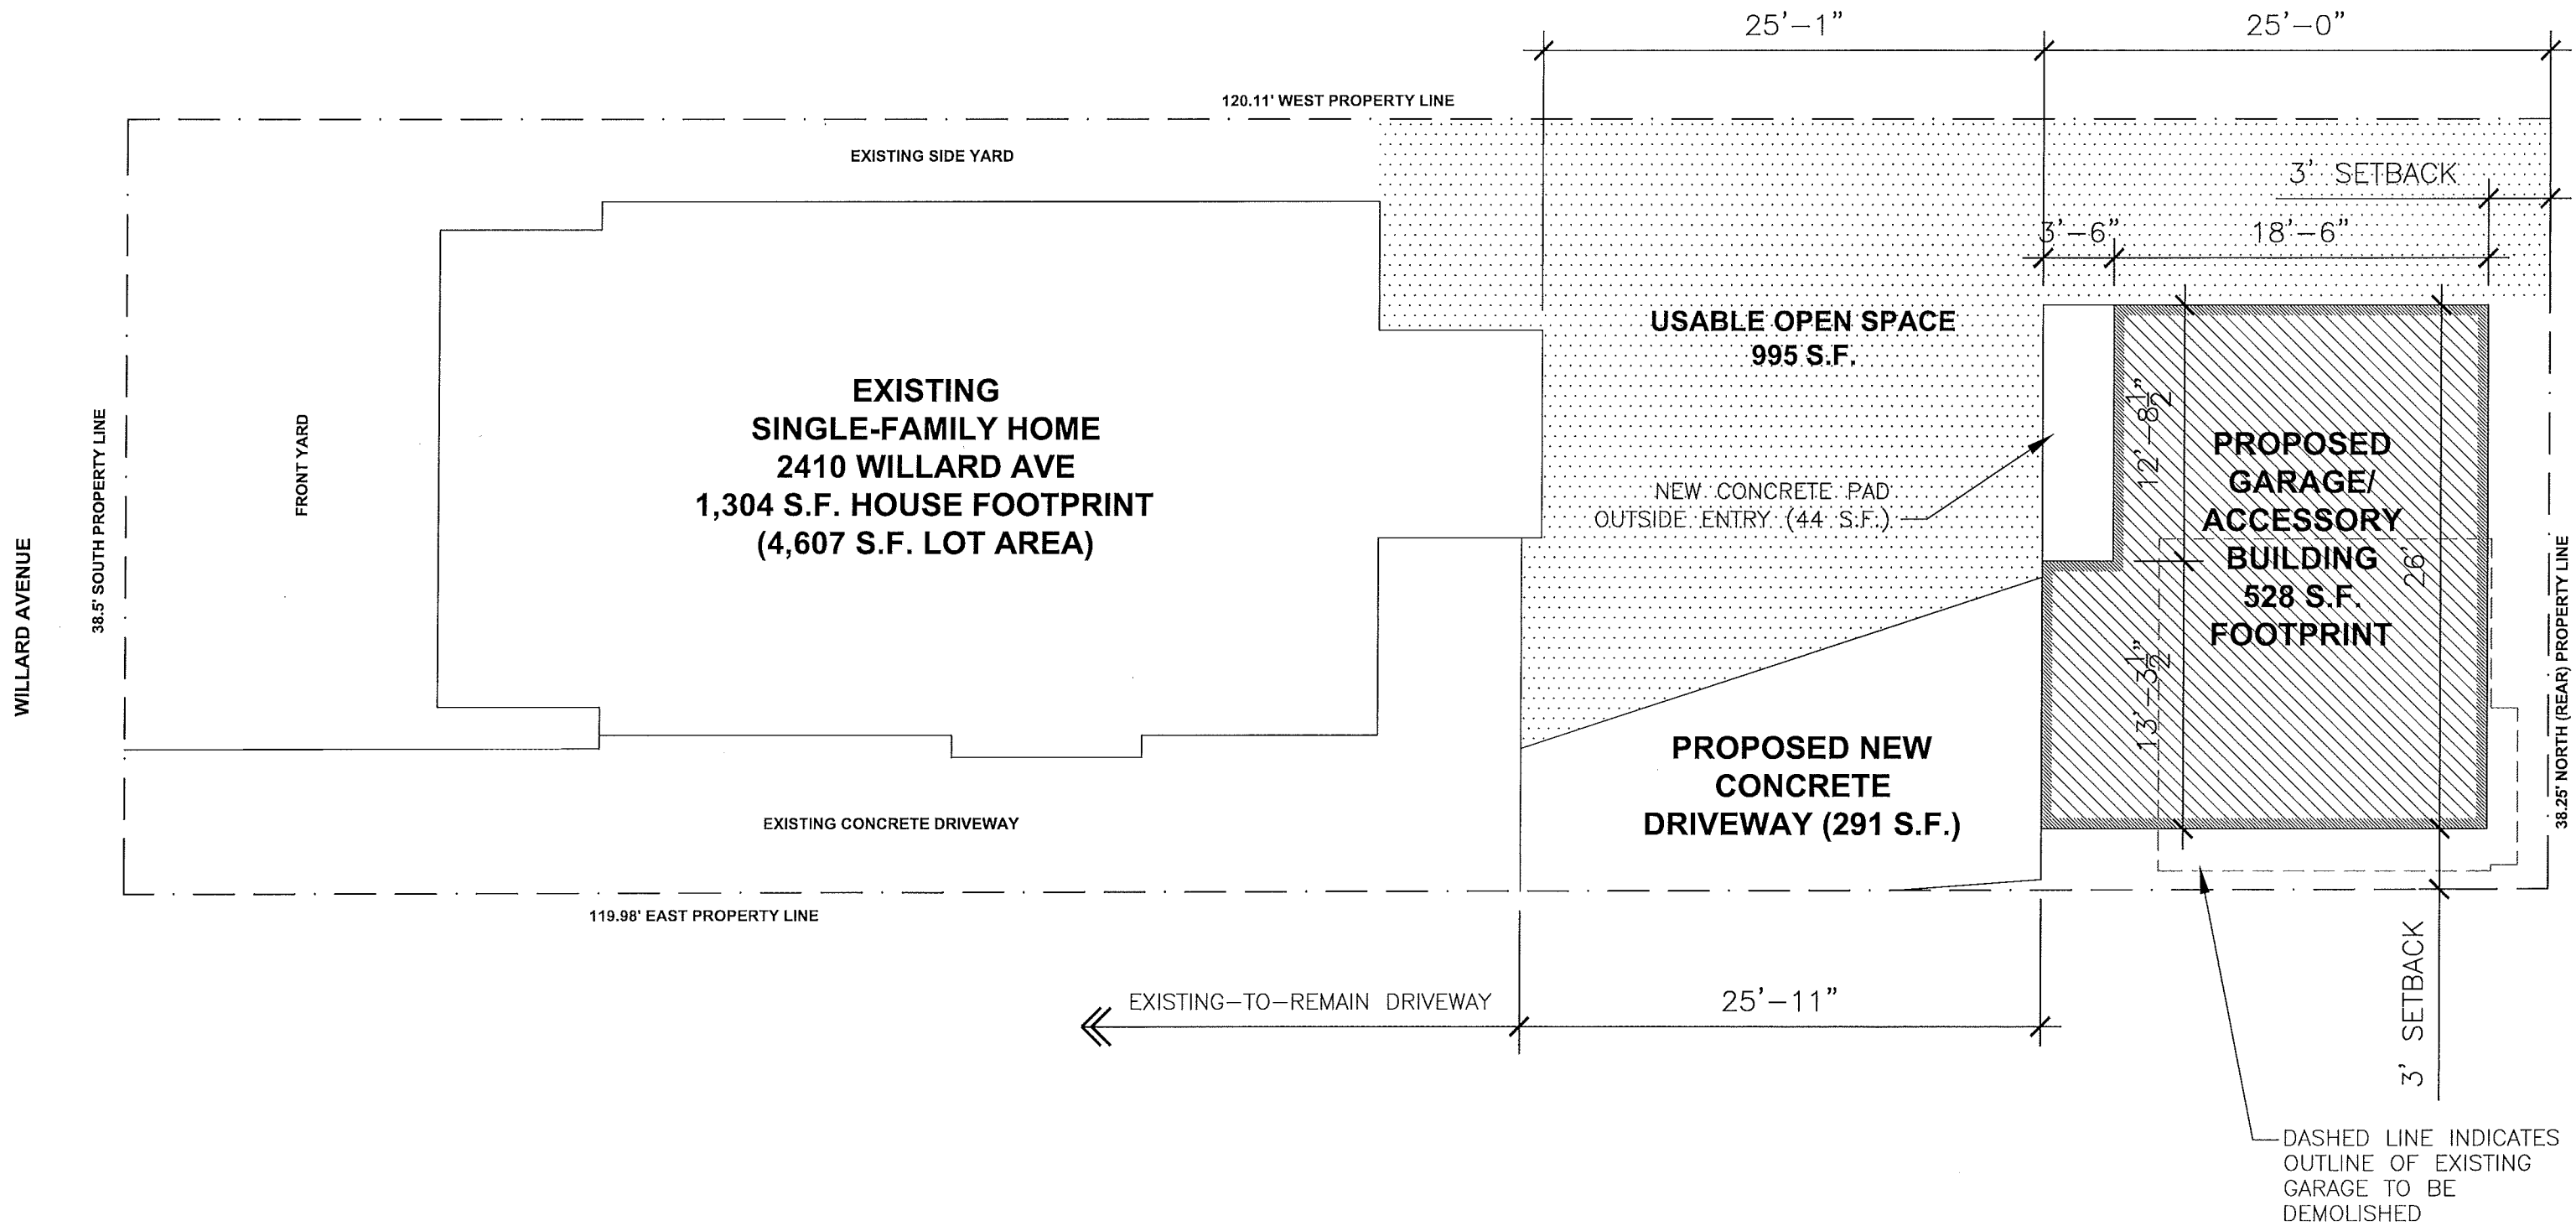 25'-1"
25'-0"
120.11' WEST PROPERTY LINE
EXISTING SIDE YARD
3' SETBACK
3'-6"
18'-6"
USABLE OPEN SPACE
995 S.F.
EXISTING
SINGLE-FAMILY HOME
2410 WILLARD AVE
1,304 S.F. HOUSE FOOTPRINT
(4,607 S.F. LOT AREA)
WILLARD AVENUE
38.5' SOUTH PROPERTY LINE
FRONT YARD
NEW CONCRETE PAD
OUTSIDE ENTRY (44 S.F.)
12'-8½"
13'-3½"
26'
PROPOSED
GARAGE/
ACCESSORY
BUILDING
528 S.F.
FOOTPRINT
38.25' NORTH (REAR) PROPERTY LINE
PROPOSED NEW
CONCRETE
DRIVEWAY (291 S.F.)
EXISTING CONCRETE DRIVEWAY
119.98' EAST PROPERTY LINE
EXISTING-TO-REMAIN DRIVEWAY
25'-11"
3' SETBACK
DASHED LINE INDICATES
OUTLINE OF EXISTING
GARAGE TO BE
DEMOLISHED